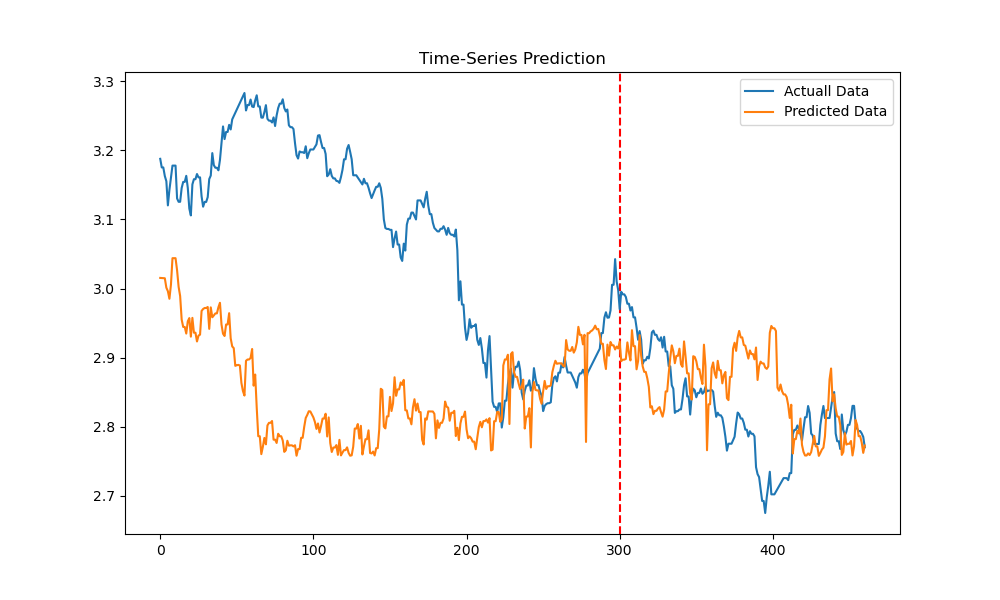 Time-Series Prediction
Actuall Data
Predicted Data
3.3
3.2
3.1
3.0
2.9
2.8
2.7
0 100 200 300 400